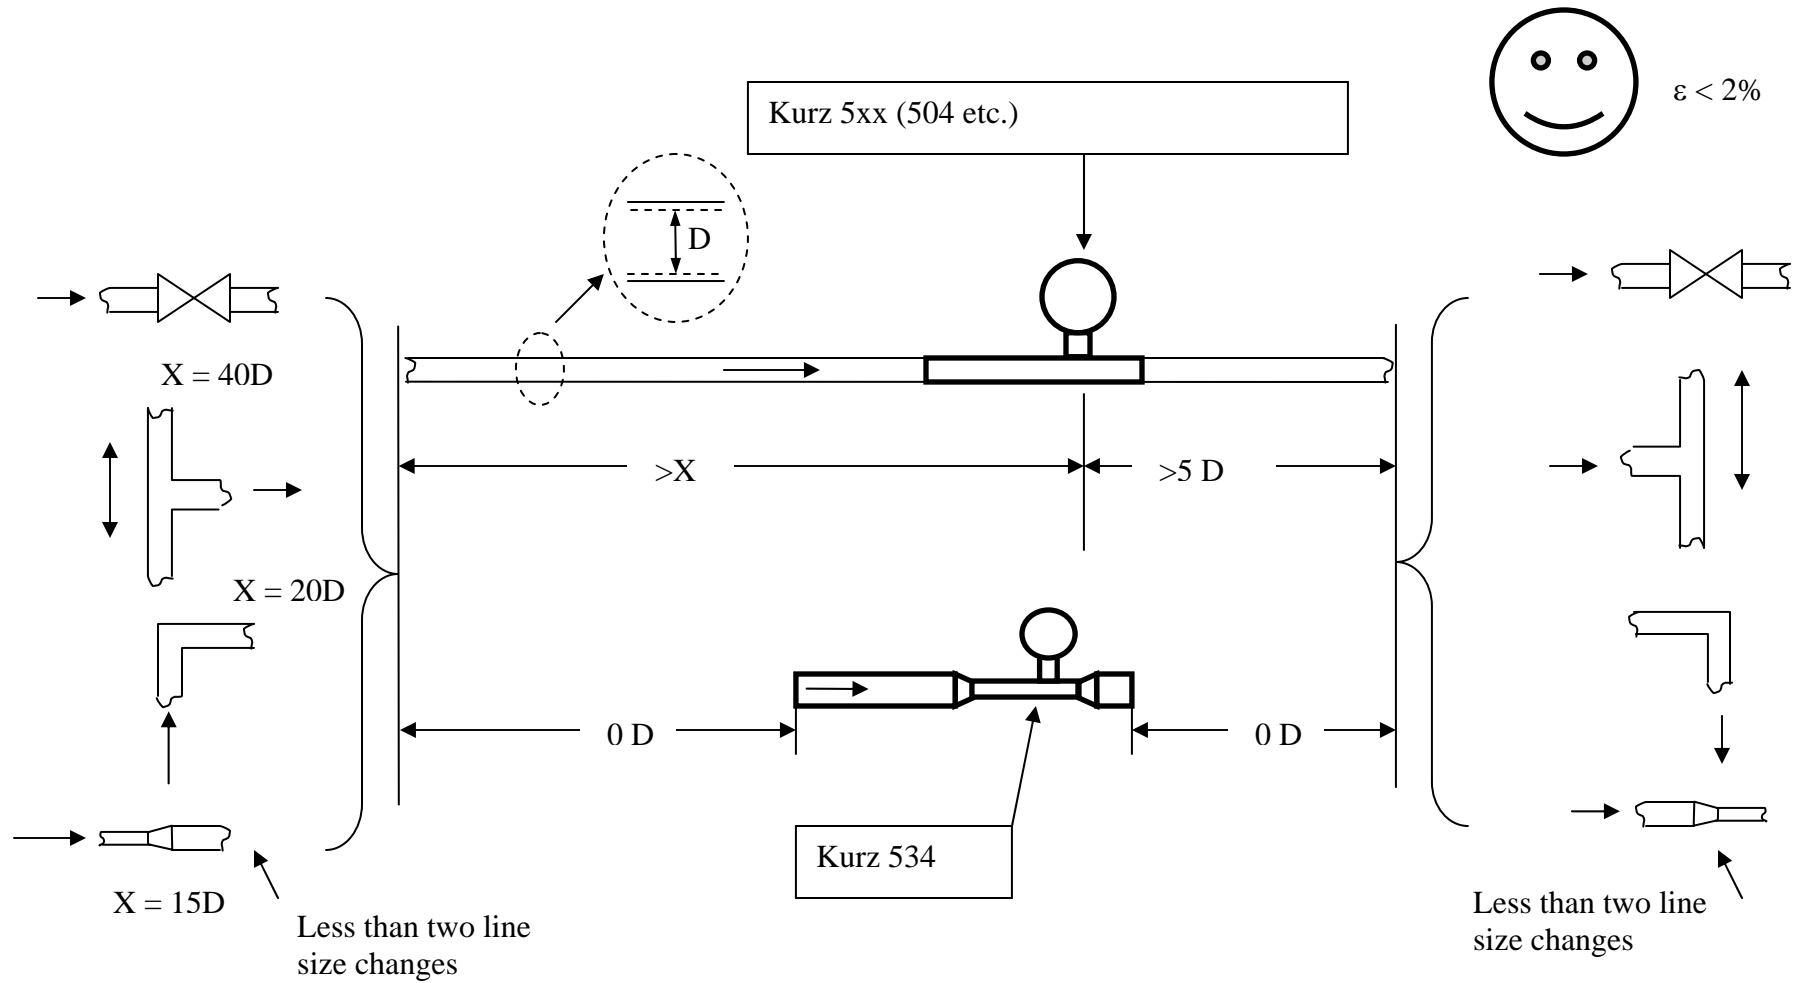 ε < 2%
Kurz 5xx (504 etc.)
D
X = 40D
>X
>5 D
X = 20D
0 D
0 D
Kurz 534
X = 15D
Less than two line
size changes
Less than two line
size changes